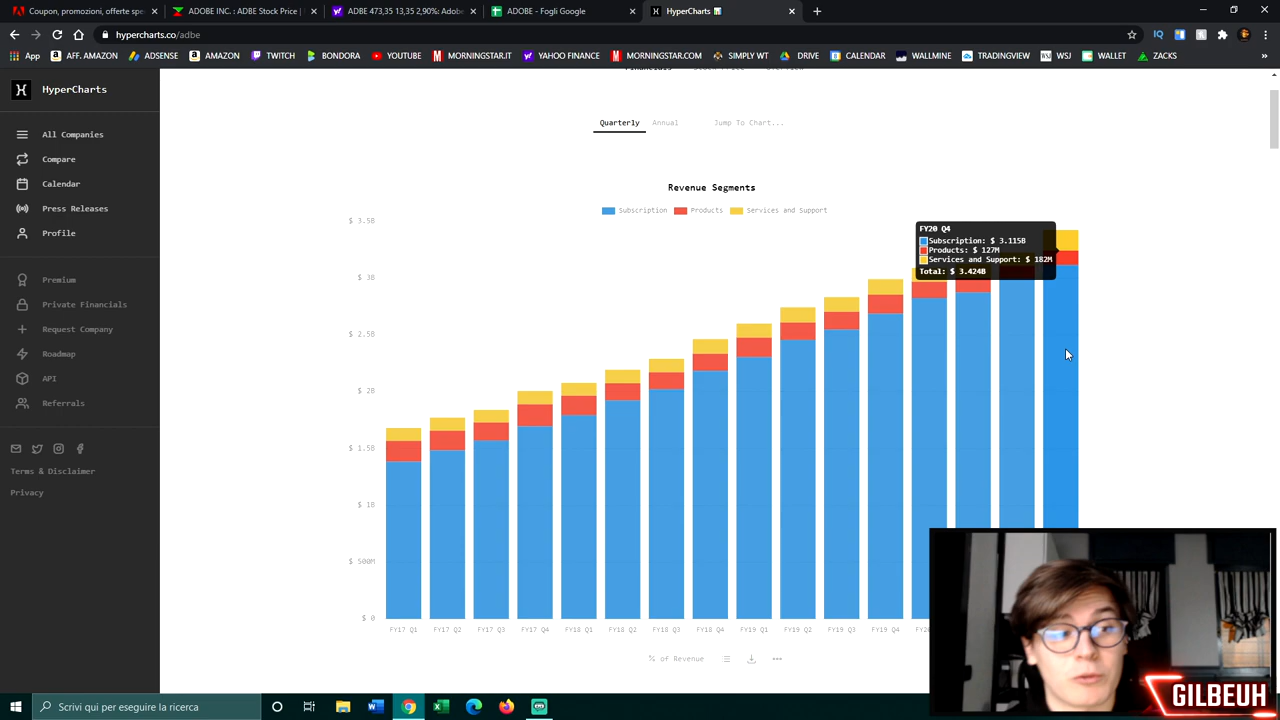 Coupon, promozioni, offerte spe
ADOBE INC. : ADBE Stock Price |
ADBE 473,35 13,35 2,90% Adobe
ADBE - Fogli Google
HyperCharts
hypercharts.co/adbe
App
AFF. AMAZON
ADSENSE
AMAZON
TWITCH
BONDORA
YOUTUBE
MORNINGSTAR.IT
YAHOO FINANCE
MORNINGSTAR.COM
SIMPLY WT
DRIVE
CALENDAR
WALLMINE
TRADINGVIEW
WSJ
WALLET
ZACKS
HyperCharts
All Companies
Compare
Calendar
Press Releases
Profile
Premium
Private Financials
Request Company
Roadmap
API
Referrals
Terms & Disclaimer
Privacy
Quarterly
Annual
Jump To Chart...
Revenue Segments
Subscription
Products
Services and Support
$ 3.5B
$ 3B
$ 2.5B
$ 2B
$ 1.5B
$ 1B
$ 500M
$ 0
FY20 Q4
Subscription: $ 3.115B
Products: $ 127M
Services and Support: $ 182M
Total: $ 3.424B
FY17 Q1
FY17 Q2
FY17 Q3
FY17 Q4
FY18 Q1
FY18 Q2
FY18 Q3
FY18 Q4
FY19 Q1
FY19 Q2
FY19 Q3
FY19 Q4
FY20
% of Revenue
GILBEUH
Scrivi qui per eseguire la ricerca